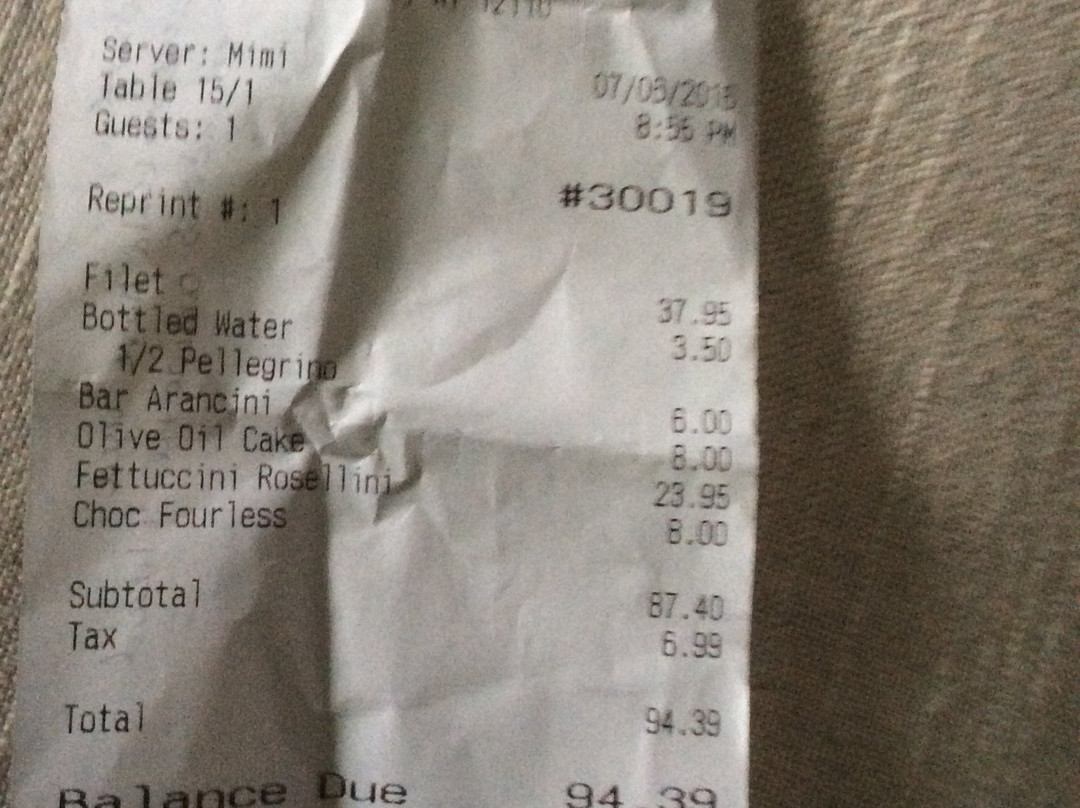 Server: Mimi
Table 15/1 07/08/2015
Guests: 1 8:55 PM
Reprint #: 1 #30019
Filet 37.95
Bottled Water 3.50
1/2 Pellegrino
Bar Arancini 6.00
Olive Oil Cake 8.00
Fettuccini Rosellini 23.95
Choc Fourless 8.00
Subtotal 87.40
Tax 6.99
Total 94.39
Balance Due 94.39